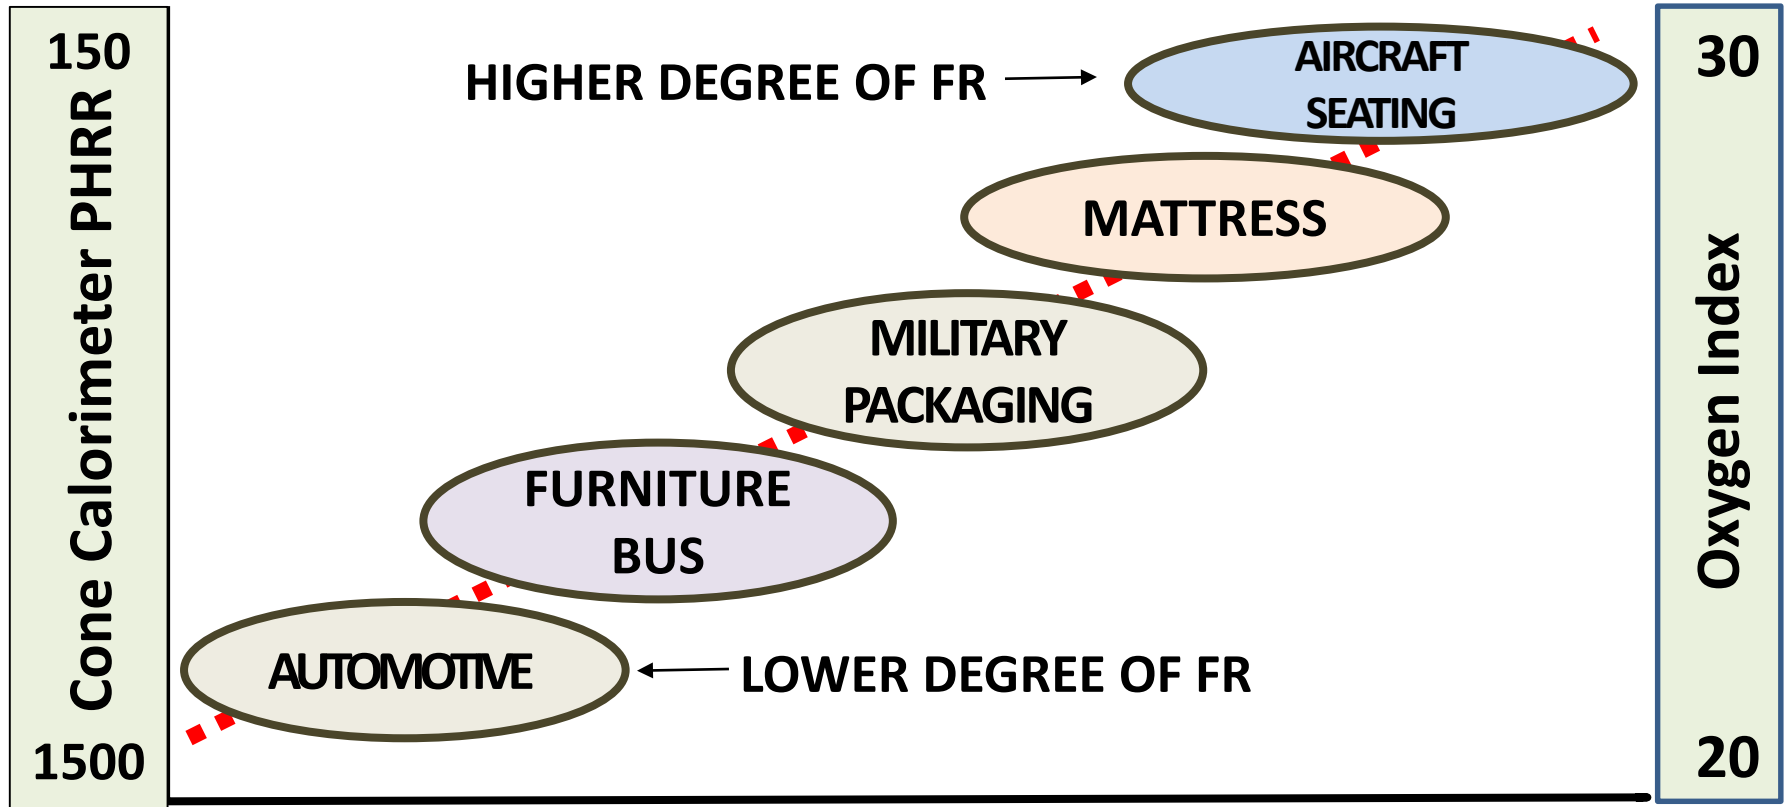 150
Cone Calorimeter PHRR
1500
HIGHER DEGREE OF FR
AIRCRAFT
SEATING
MATTRESS
MILITARY
PACKAGING
FURNITURE
BUS
AUTOMOTIVE
LOWER DEGREE OF FR
30
Oxygen Index
20